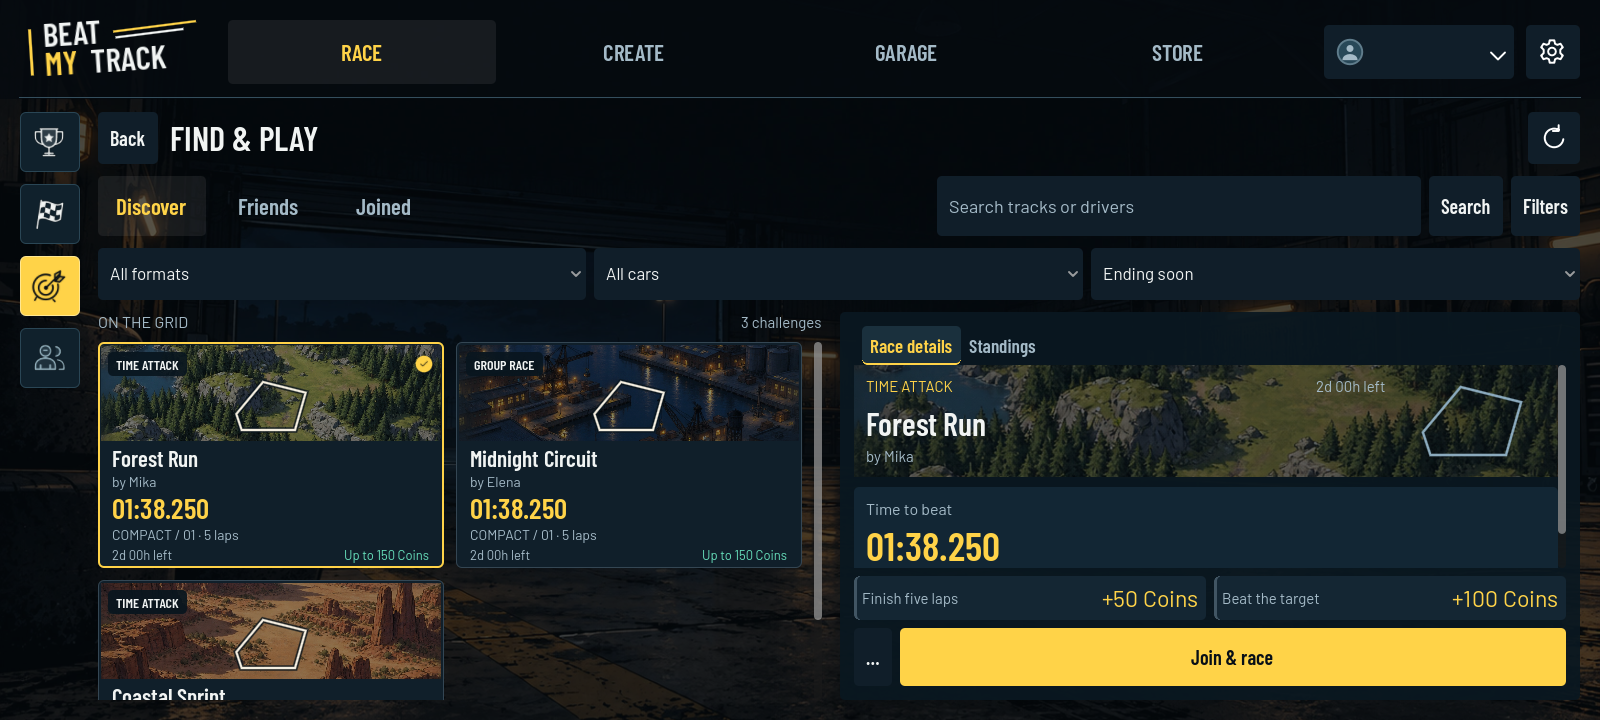 BEAT
MY TRACK
RACE
CREATE
GARAGE
STORE
Back
FIND & PLAY
Discover
Friends
Joined
Search tracks or drivers
Search
Filters
All formats
All cars
Ending soon
ON THE GRID
3 challenges
TIME ATTACK
Forest Run
by Mika
01:38.250
COMPACT / 01 · 5 laps
2d 00h left
Up to 150 Coins
GROUP RACE
Midnight Circuit
by Elena
01:38.250
COMPACT / 01 · 5 laps
2d 00h left
Up to 150 Coins
TIME ATTACK
Coastal Sprint
Race details
Standings
TIME ATTACK
2d 00h left
Forest Run
by Mika
Time to beat
01:38.250
Finish five laps
+50 Coins
Beat the target
+100 Coins
...
Join & race